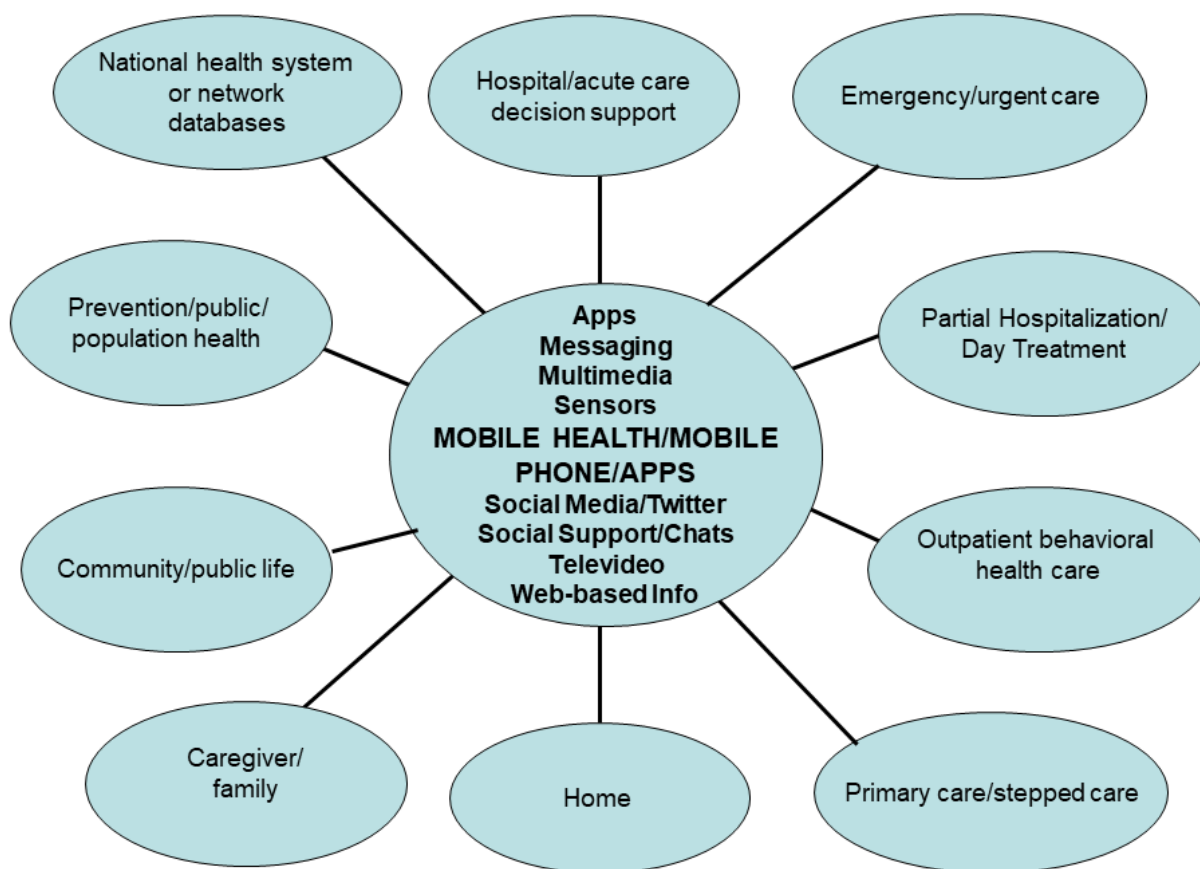 National health system
or network
databases
Hospital/acute care
decision support
Emergency/urgent care
Prevention/public/
population health
Partial Hospitalization/
Day Treatment
Apps
Messaging
Multimedia
Sensors
MOBILE HEALTH/MOBILE
PHONE/APPS
Social Media/Twitter
Social Support/Chats
Televideo
Web-based Info
Community/public life
Outpatient behavioral
health care
Caregiver/
family
Home
Primary care/stepped care